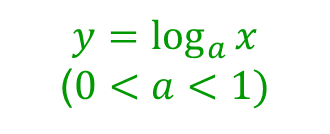 y = logₐ x
(0 < a < 1)